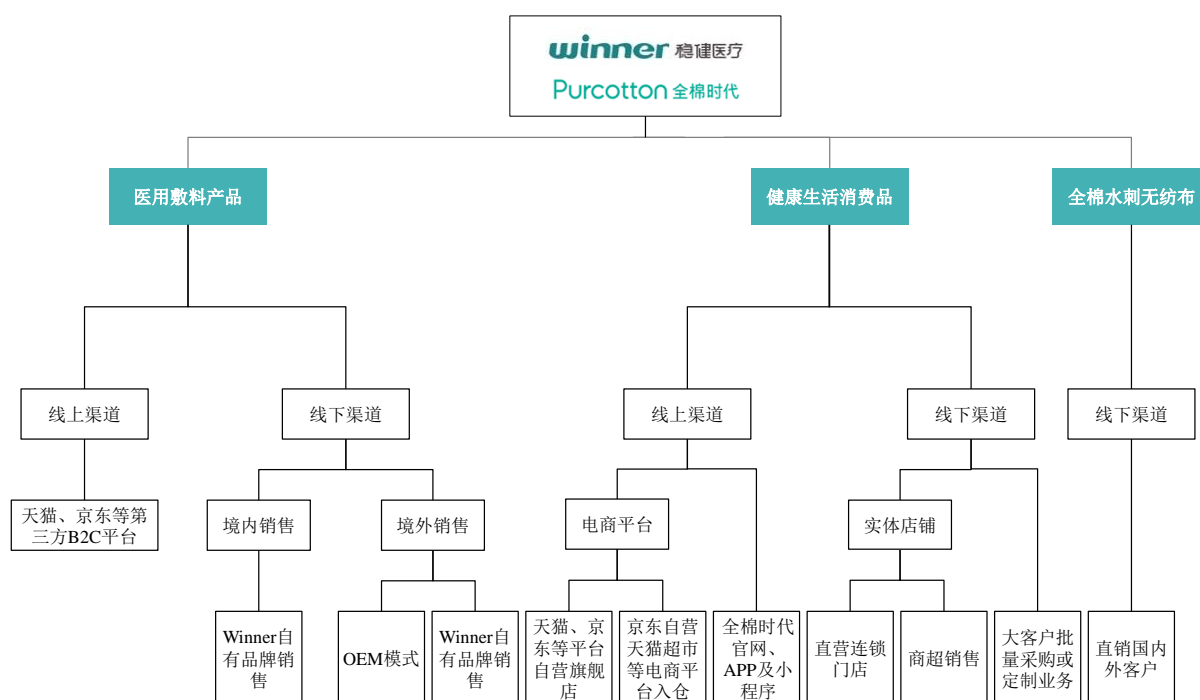 winner 稳健医疗
Purcotton 全棉时代
医用敷料产品
健康生活消费品
全棉水刺无纺布
线上渠道
线下渠道
线上渠道
线下渠道
线下渠道
天猫、京东等第
三方B2C平台
境内销售
境外销售
电商平台
实体店铺
Winner自
有品牌销
售
OEM模式
Winner自
有品牌销
售
天猫、京
东等平台
自营旗舰
店
京东自营
天猫超市
等电商平
台入仓
全棉时代
官网、
APP及小
程序
直营连锁
门店
商超销售
大客户批
量采购或
定制业务
直销国内
外客户